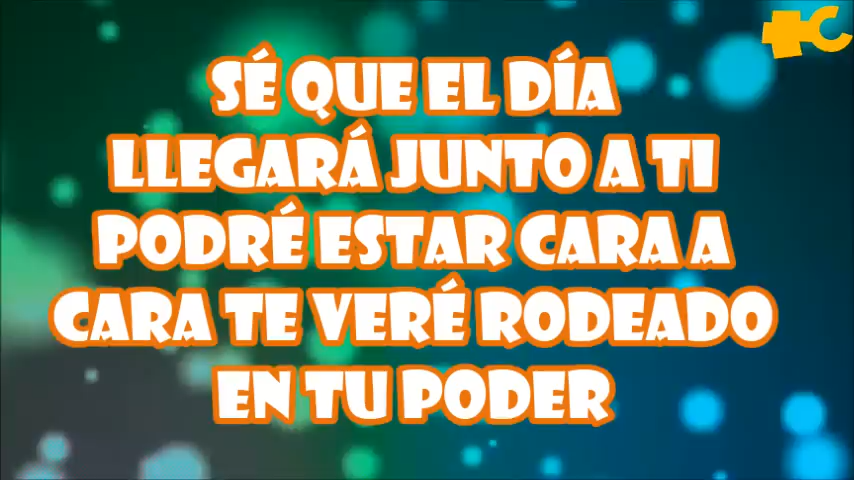 SÉ QUE EL DÍA
LLEGARÁ JUNTO A TI
PODRÉ ESTAR CARA A
CARA TE VERÉ RODEADO
EN TU PODER